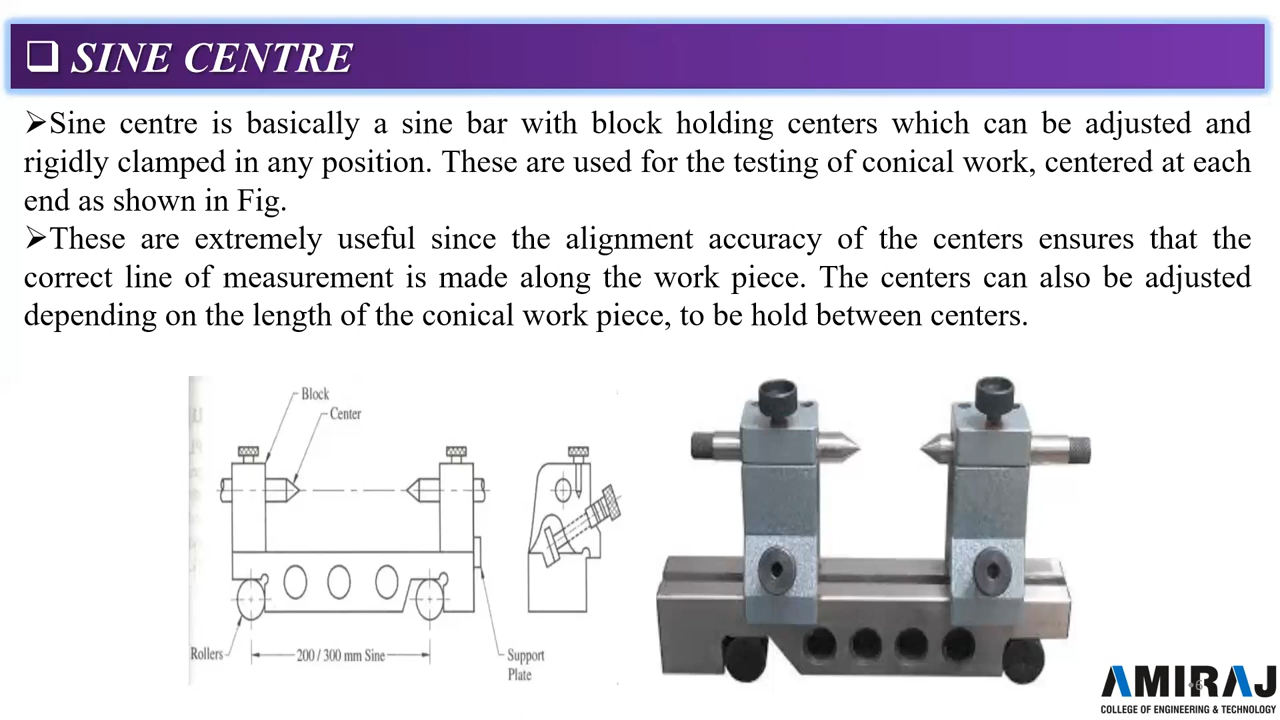 ❑ SINE CENTRE
➢Sine centre is basically a sine bar with block holding centers which can be adjusted and
rigidly clamped in any position. These are used for the testing of conical work, centered at each
end as shown in Fig.
➢These are extremely useful since the alignment accuracy of the centers ensures that the
correct line of measurement is made along the work piece. The centers can also be adjusted
depending on the length of the conical work piece, to be hold between centers.
Block
Center
Rollers
200 / 300 mm Sine
Support
Plate
AMIRAJ
COLLEGE OF ENGINEERING & TECHNOLOGY